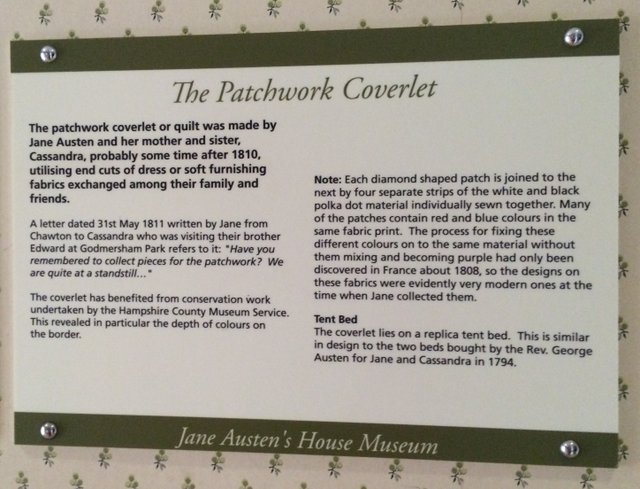 The Patchwork Coverlet
The patchwork coverlet or quilt was made by
Jane Austen and her mother and sister,
Cassandra, probably some time after 1810,
utilising end cuts of dress or soft furnishing
fabrics exchanged among their family and
friends.
A letter dated 31st May 1811 written by Jane from
Chawton to Cassandra who was visiting their brother
Edward at Godmersham Park refers to it: "Have you
remembered to collect pieces for the patchwork? We
are quite at a standstill..."
The coverlet has benefited from conservation work
undertaken by the Hampshire County Museum Service.
This revealed in particular the depth of colours on
the border.
Note: Each diamond shaped patch is joined to the
next by four separate strips of the white and black
polka dot material individually sewn together. Many
of the patches contain red and blue colours in the
same fabric print. The process for fixing these
different colours on to the same material without
them mixing and becoming purple had only been
discovered in France about 1808, so the designs on
these fabrics were evidently very modern ones at the
time when Jane collected them.
Tent Bed
The coverlet lies on a replica tent bed. This is similar
in design to the two beds bought by the Rev. George
Austen for Jane and Cassandra in 1794.
Jane Austen's House Museum